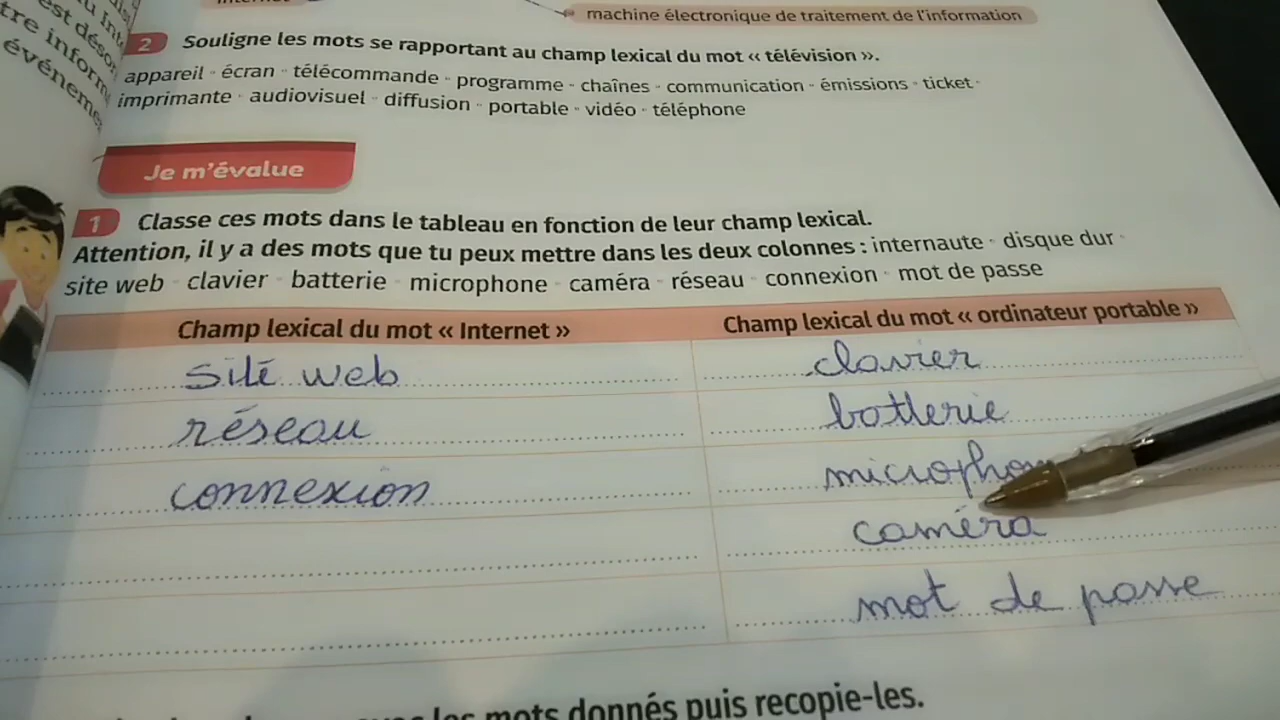 machine électronique de traitement de l'information
2 Souligne les mots se rapportant au champ lexical du mot « télévision ».
appareil - écran - télécommande - programme - chaînes - communication - émissions - ticket -
imprimante - audiovisuel - diffusion - portable - vidéo - téléphone
Je m'évalue
1 Classe ces mots dans le tableau en fonction de leur champ lexical.
Attention, il y a des mots que tu peux mettre dans les deux colonnes : internaute - disque dur -
site web - clavier - batterie - microphone - caméra - réseau - connexion - mot de passe
Champ lexical du mot « Internet » Champ lexical du mot « ordinateur portable »
site web clavier
réseau batterie
connexion
caméra
mot de passe
les mots donnés puis recopie-les.